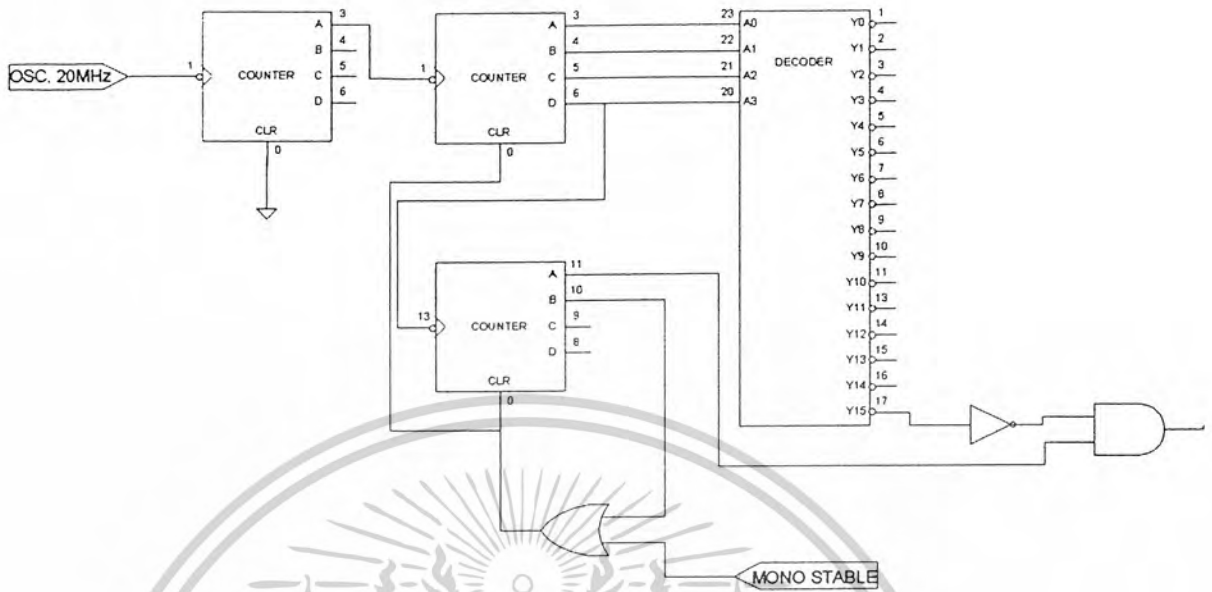 OSC. 20MHz
1
COUNTER
A 3
B 4
C 5
D 6
CLR
0
1
COUNTER
A 3
B 4
C 5
D 6
CLR
0
23 A0
22 A1
21 A2
20 A3
DECODER
Y0 1
Y1 2
Y2 3
Y3 4
Y4 5
Y5 6
Y6 7
Y7 8
Y8 9
Y9 10
Y10 11
Y11 13
Y12 14
Y13 15
Y14 16
Y15 17
13
COUNTER
A 11
B 10
C 9
D 8
CLR
0
MONO STABLE